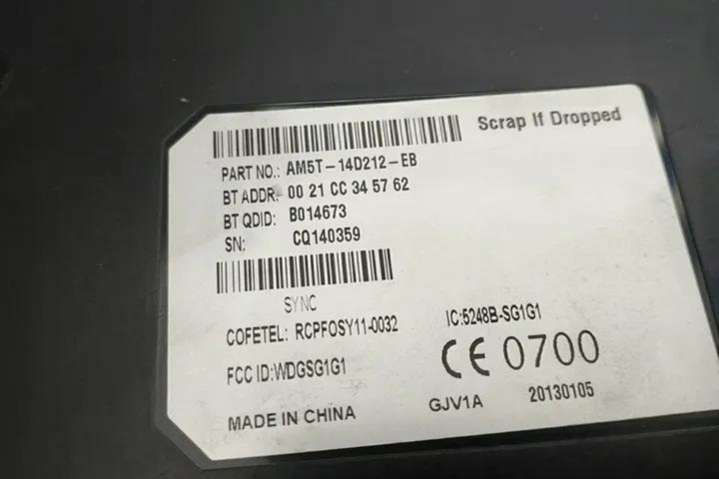 Scrap If Dropped
PART NO.: AM5T-14D212-EB
BT ADDR: 00 21 CC 34 57 62
BT QDID: B014673
SN: CQ140359
SYNC
COFETEL: RCPFOSY11-0032 IC:5248B-SG1G1
FCC ID:WDGSG1G1 CE 0700
MADE IN CHINA GJV1A 20130105